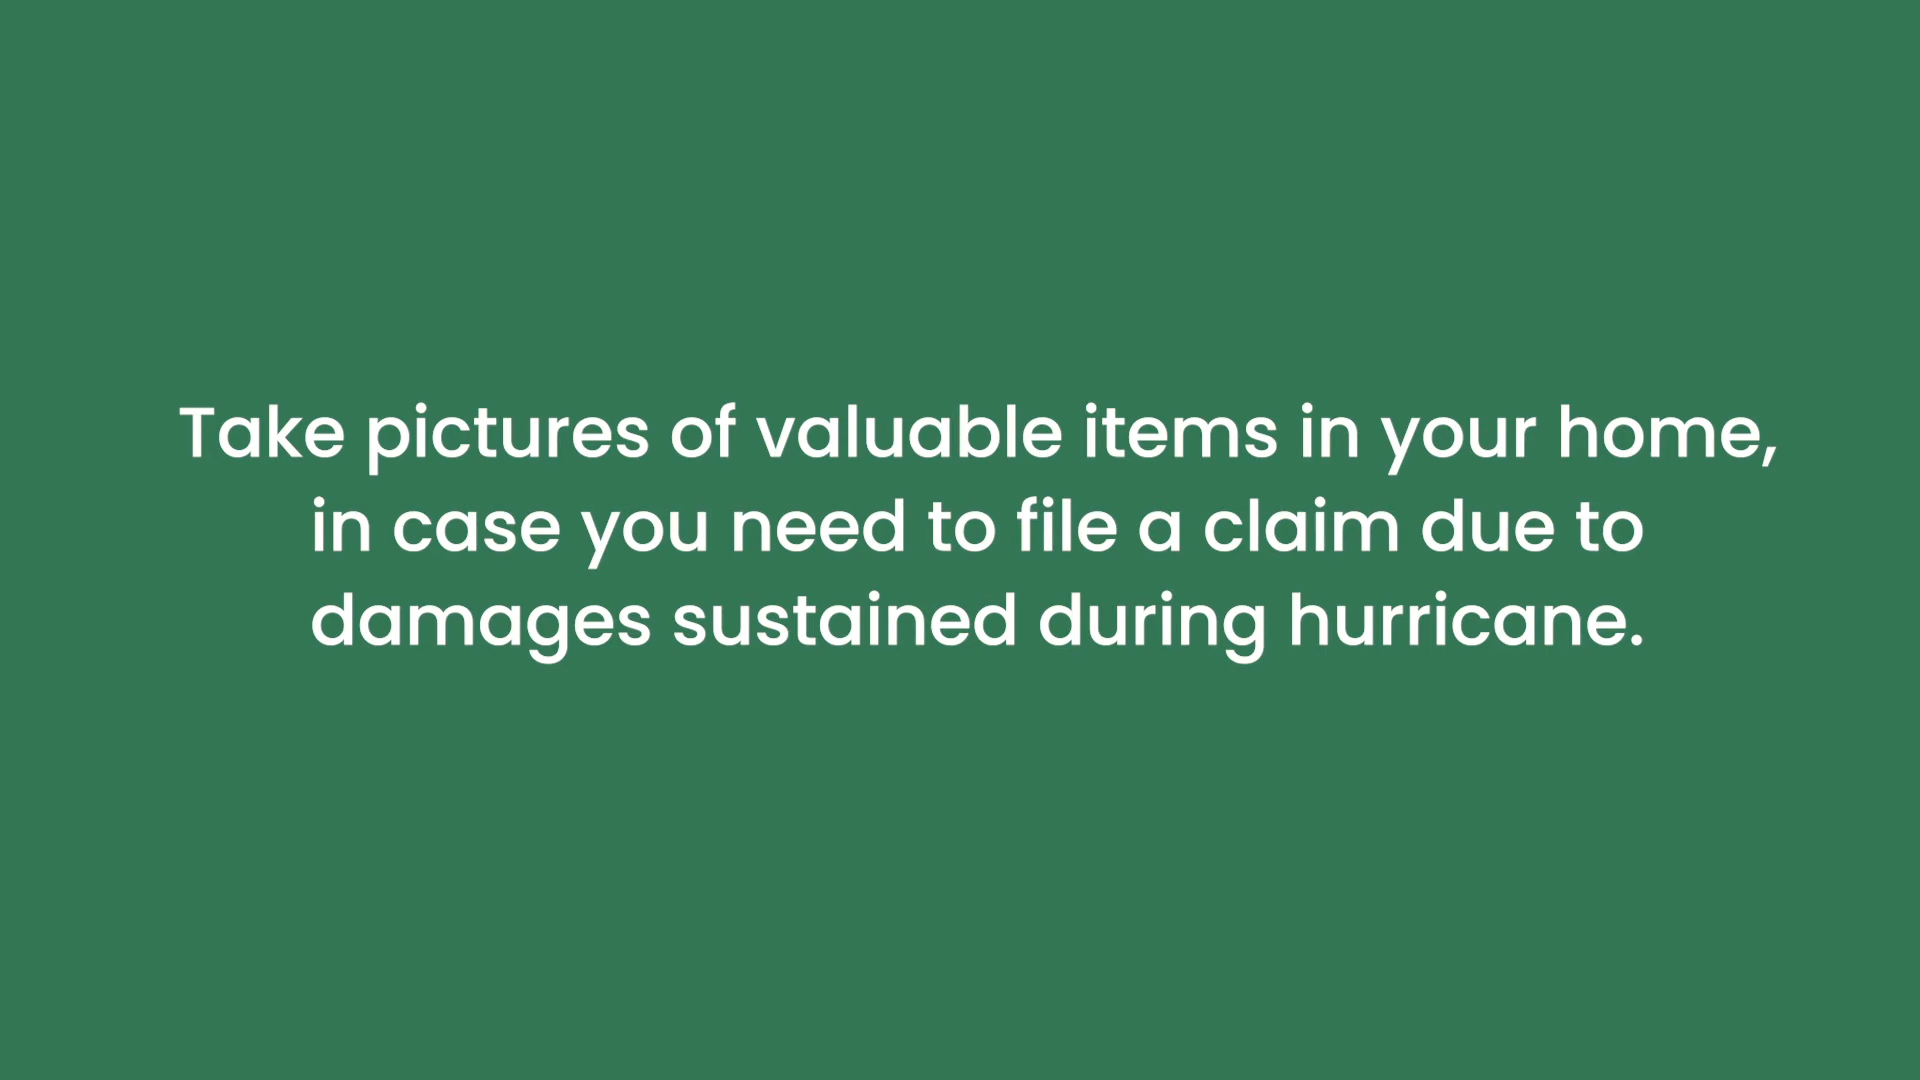 Take pictures of valuable items in your home,
in case you need to file a claim due to
damages sustained during hurricane.